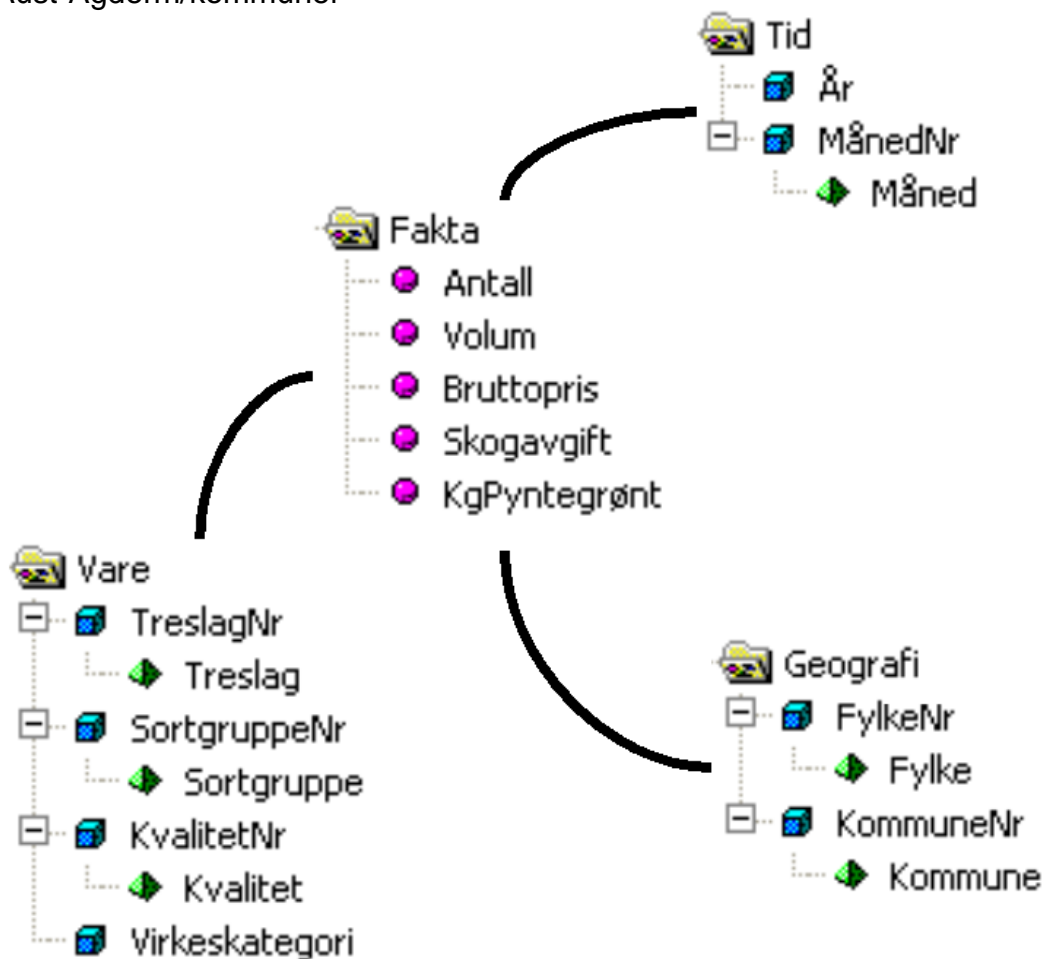 Tid
År
MånedNr
Måned
Fakta
Antall
Volum
Bruttopris
Skogavgift
KgPyntegrønt
Vare
TreslagNr
Treslag
SortgruppeNr
Sortgruppe
KvalitetNr
Kvalitet
Virkeskategori
Geografi
FylkeNr
Fylke
KommuneNr
Kommune